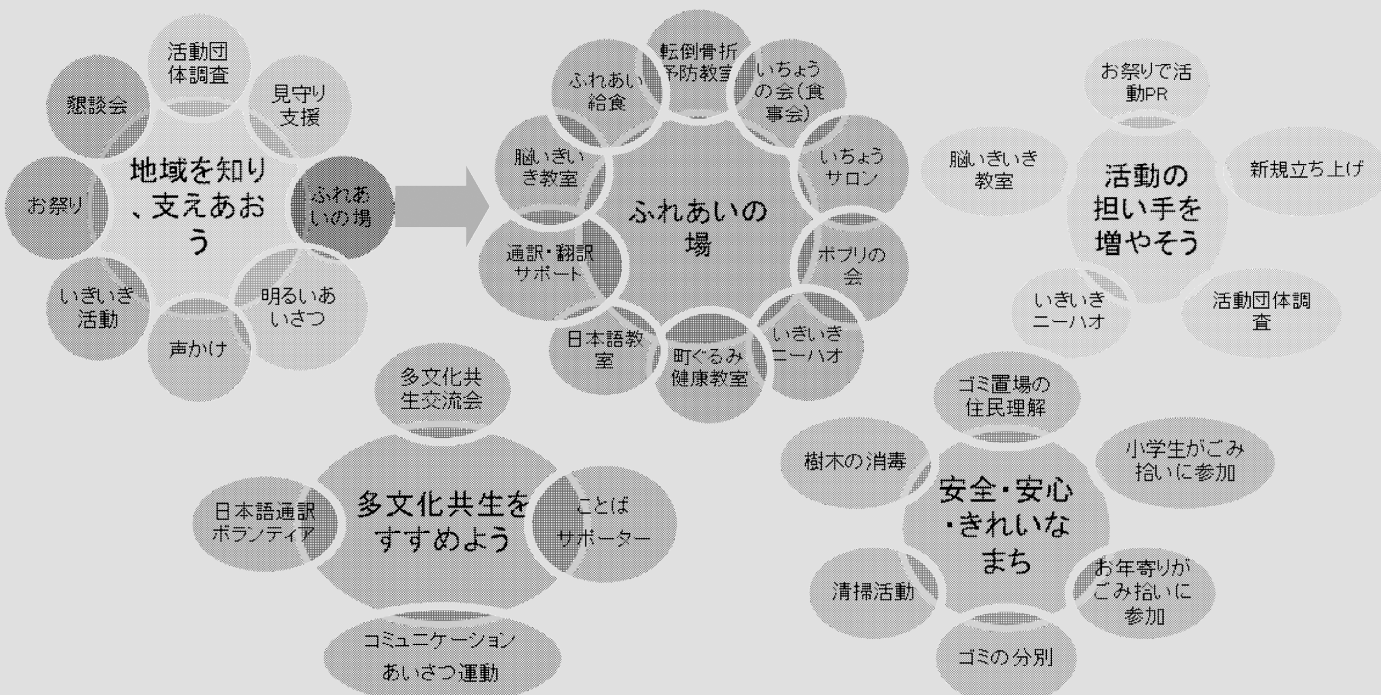 活動団
体調査
見守り
支援
ふれあ
いの場
明るいあ
いさつ
声かけ
いきいき
活動
お祭り
懇談会
地域を知り
、支えあお
う
転倒骨折
予防教室
いちょう
の会(食
事会)
いちょう
サロン
ポプリの
会
いきいき
ニーハオ
町ぐるみ
健康教室
日本語教
室
通訳・翻訳
サポート
脳いきい
き教室
ふれあい
給食
ふれあいの
場
お祭りで活
動PR
新規立ち上げ
活動団体調
査
いきいき
ニーハオ
脳いきいき
教室
活動の
担い手を
増やそう
多文化共
生交流会
ことば
サポーター
コミュニケーション
あいさつ運動
日本語通訳
ボランティア
多文化共生を
すすめよう
ゴミ置場の
住民理解
小学生がごみ
拾いに参加
お年寄りが
ごみ拾いに
参加
ゴミの分別
清掃活動
樹木の消毒
安全・安心
・きれいな
まち